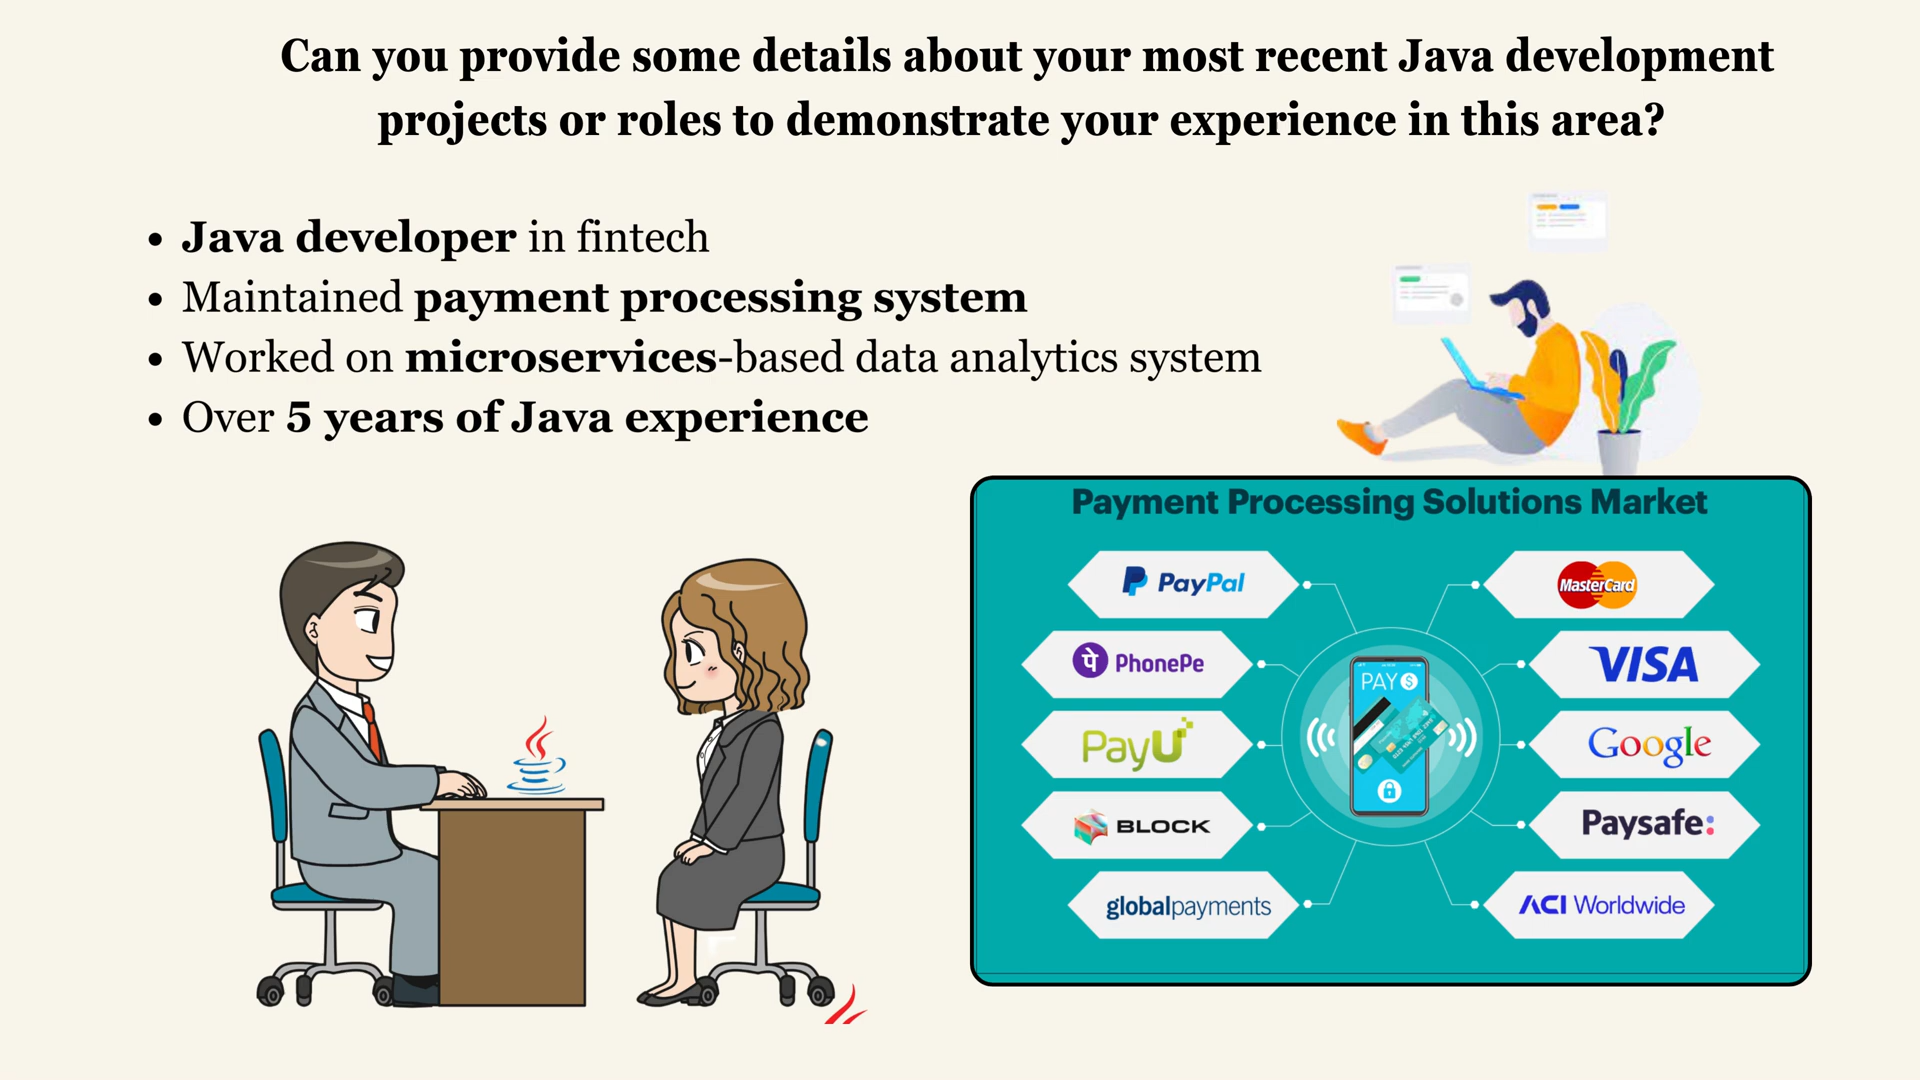 Can you provide some details about your most recent Java development
projects or roles to demonstrate your experience in this area?
• Java developer in fintech
• Maintained payment processing system
• Worked on microservices-based data analytics system
• Over 5 years of Java experience
Payment Processing Solutions Market
PayPal
MasterCard
पे PhonePe
VISA
PayU
Google
BLOCK
Paysafe:
globalpayments
ACI Worldwide
PAY $